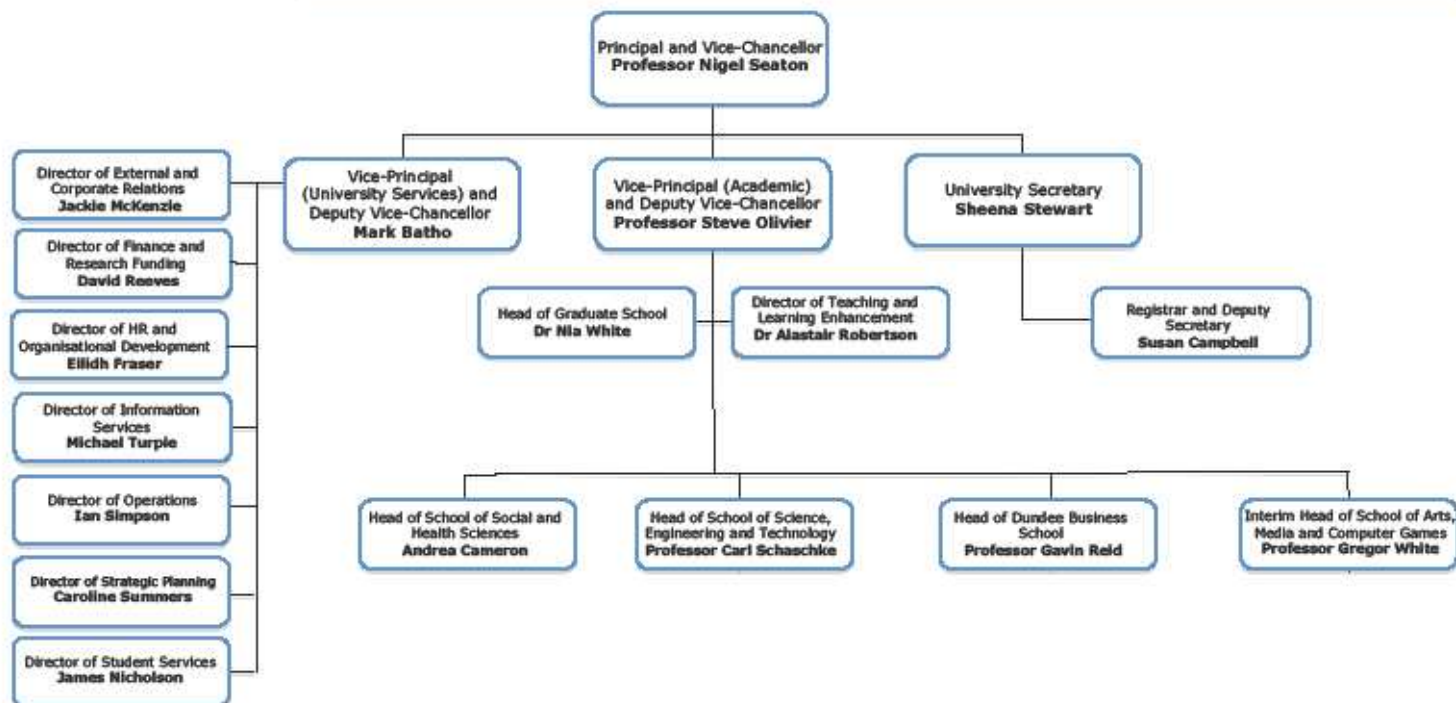 Principal and Vice-Chancellor
Professor Nigel Seaton
Director of External and
Corporate Relations
Jackie McKenzie
Vice-Principal
(University Services) and
Deputy Vice-Chancellor
Mark Batho
Vice-Principal (Academic)
and Deputy Vice-Chancellor
Professor Steve Olivier
University Secretary
Sheena Stewart
Director of Finance and
Research Funding
David Reeves
Head of Graduate School
Dr Nia White
Director of Teaching and
Learning Enhancement
Dr Alastair Robertson
Registrar and Deputy
Secretary
Susan Campbell
Director of HR and
Organisational Development
Eilidh Fraser
Director of Information
Services
Michael Turpie
Director of Operations
Ian Simpson
Head of School of Social and
Health Sciences
Andrea Cameron
Head of School of Science,
Engineering and Technology
Professor Carl Schaschke
Head of Dundee Business
School
Professor Gavin Reid
Interim Head of School of Arts,
Media and Computer Games
Professor Gregor White
Director of Strategic Planning
Caroline Summers
Director of Student Services
James Nicholson